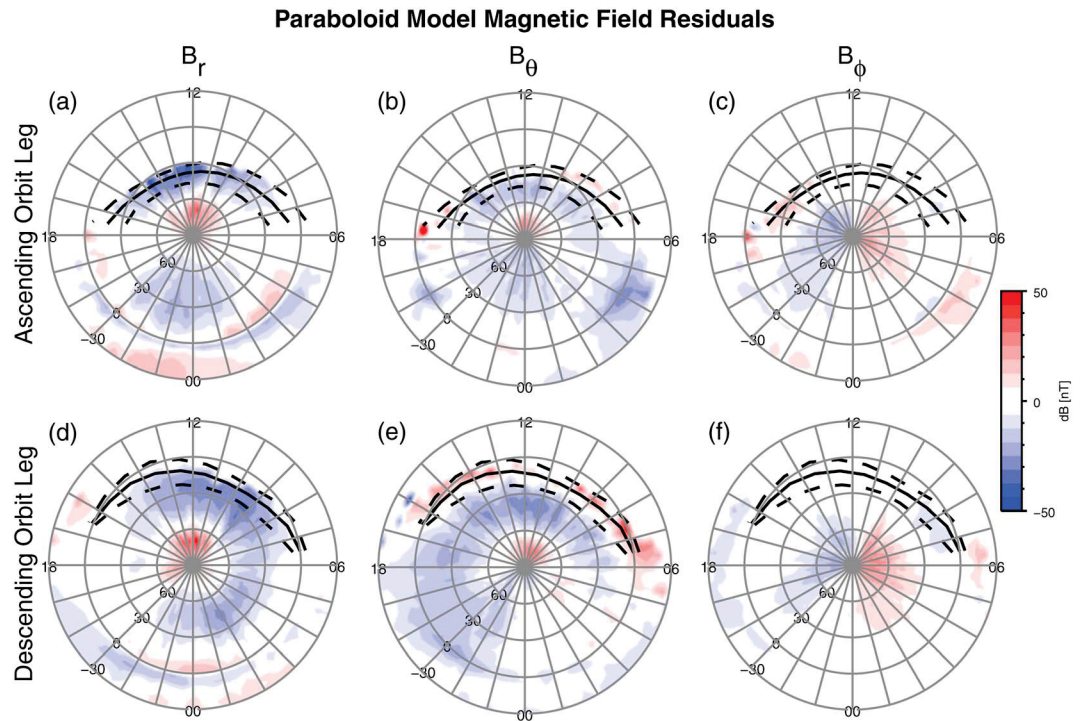 Paraboloid Model Magnetic Field Residuals
Br Bθ Bϕ
Ascending Orbit Leg
(a) (b) (c)
12 12 12
18 06 18 06 18 06
60 60 60
30 30 30
0 0 0
−30 −30 −30
00 00 00
50
0
−50
dB [nT]
Descending Orbit Leg
(d) (e) (f)
12 12 12
18 06 18 06 18 06
60 60 60
30 30 30
0 0 0
−30 −30 −30
00 00 00